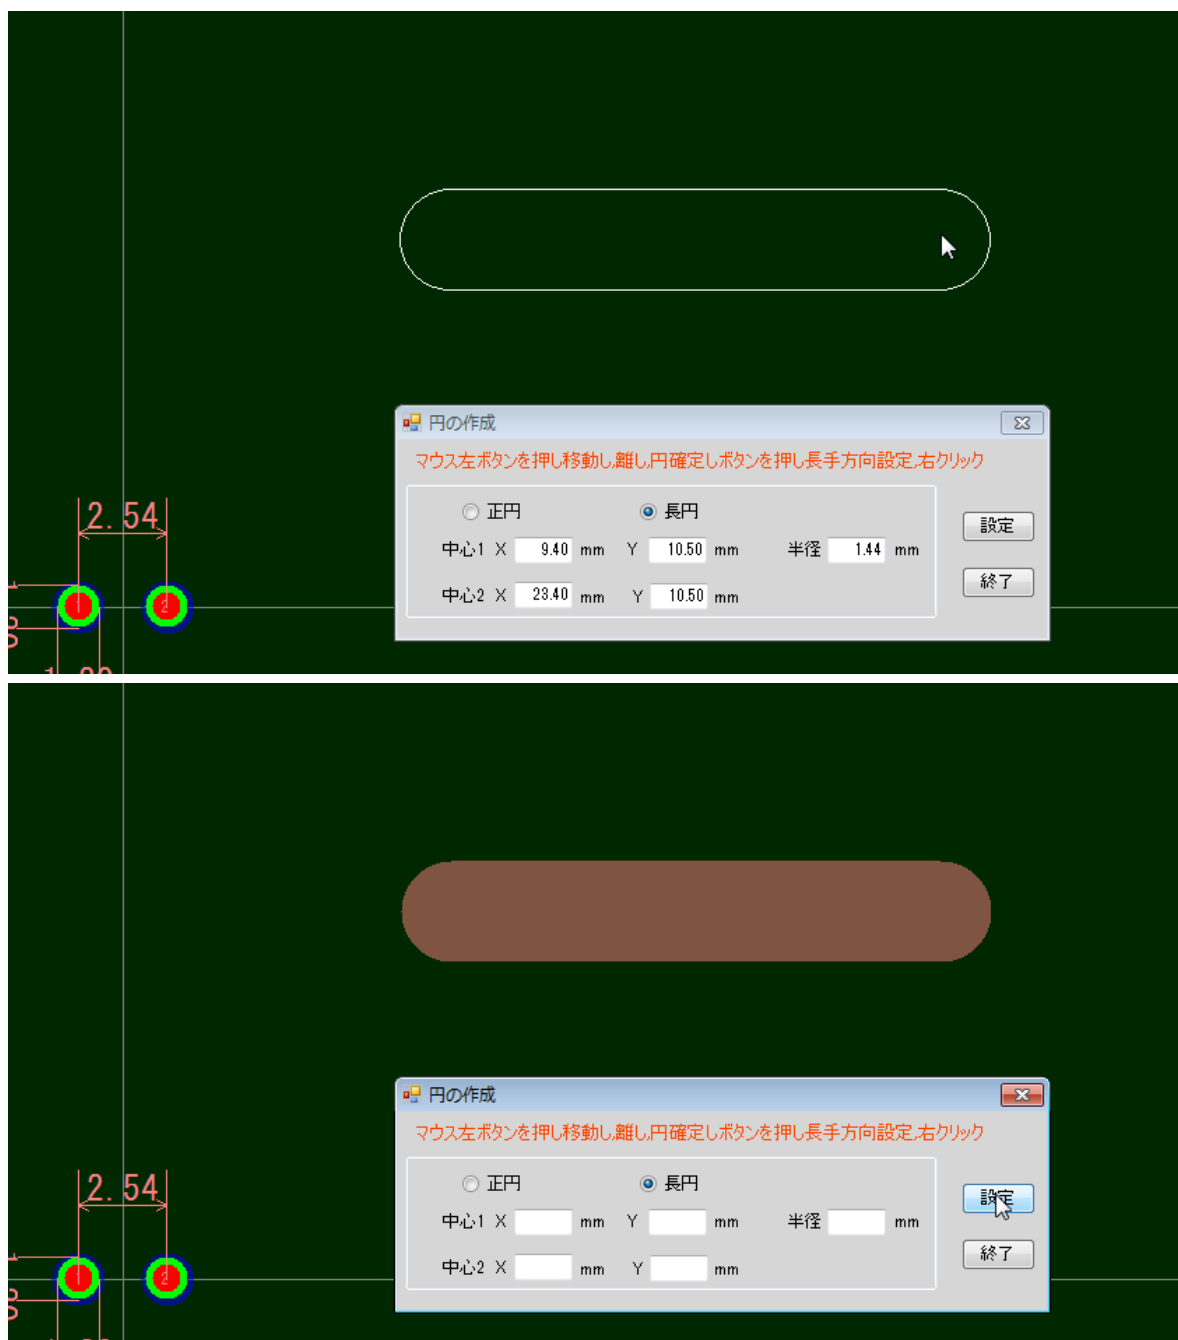 円の作成
マウス左ボタンを押し移動し,離し,円確定しボタンを押し長手方向設定,右クリック
正円 長円
設定
2.54
中心1 X 9.40 mm Y 10.50 mm 半径 1.44 mm
終了
中心2 X 23.40 mm Y 10.50 mm
1 2
円の作成
マウス左ボタンを押し移動し,離し,円確定しボタンを押し長手方向設定,右クリック
正円 長円
設定
2.54
中心1 X mm Y mm 半径 mm
終了
中心2 X mm Y mm
1 2